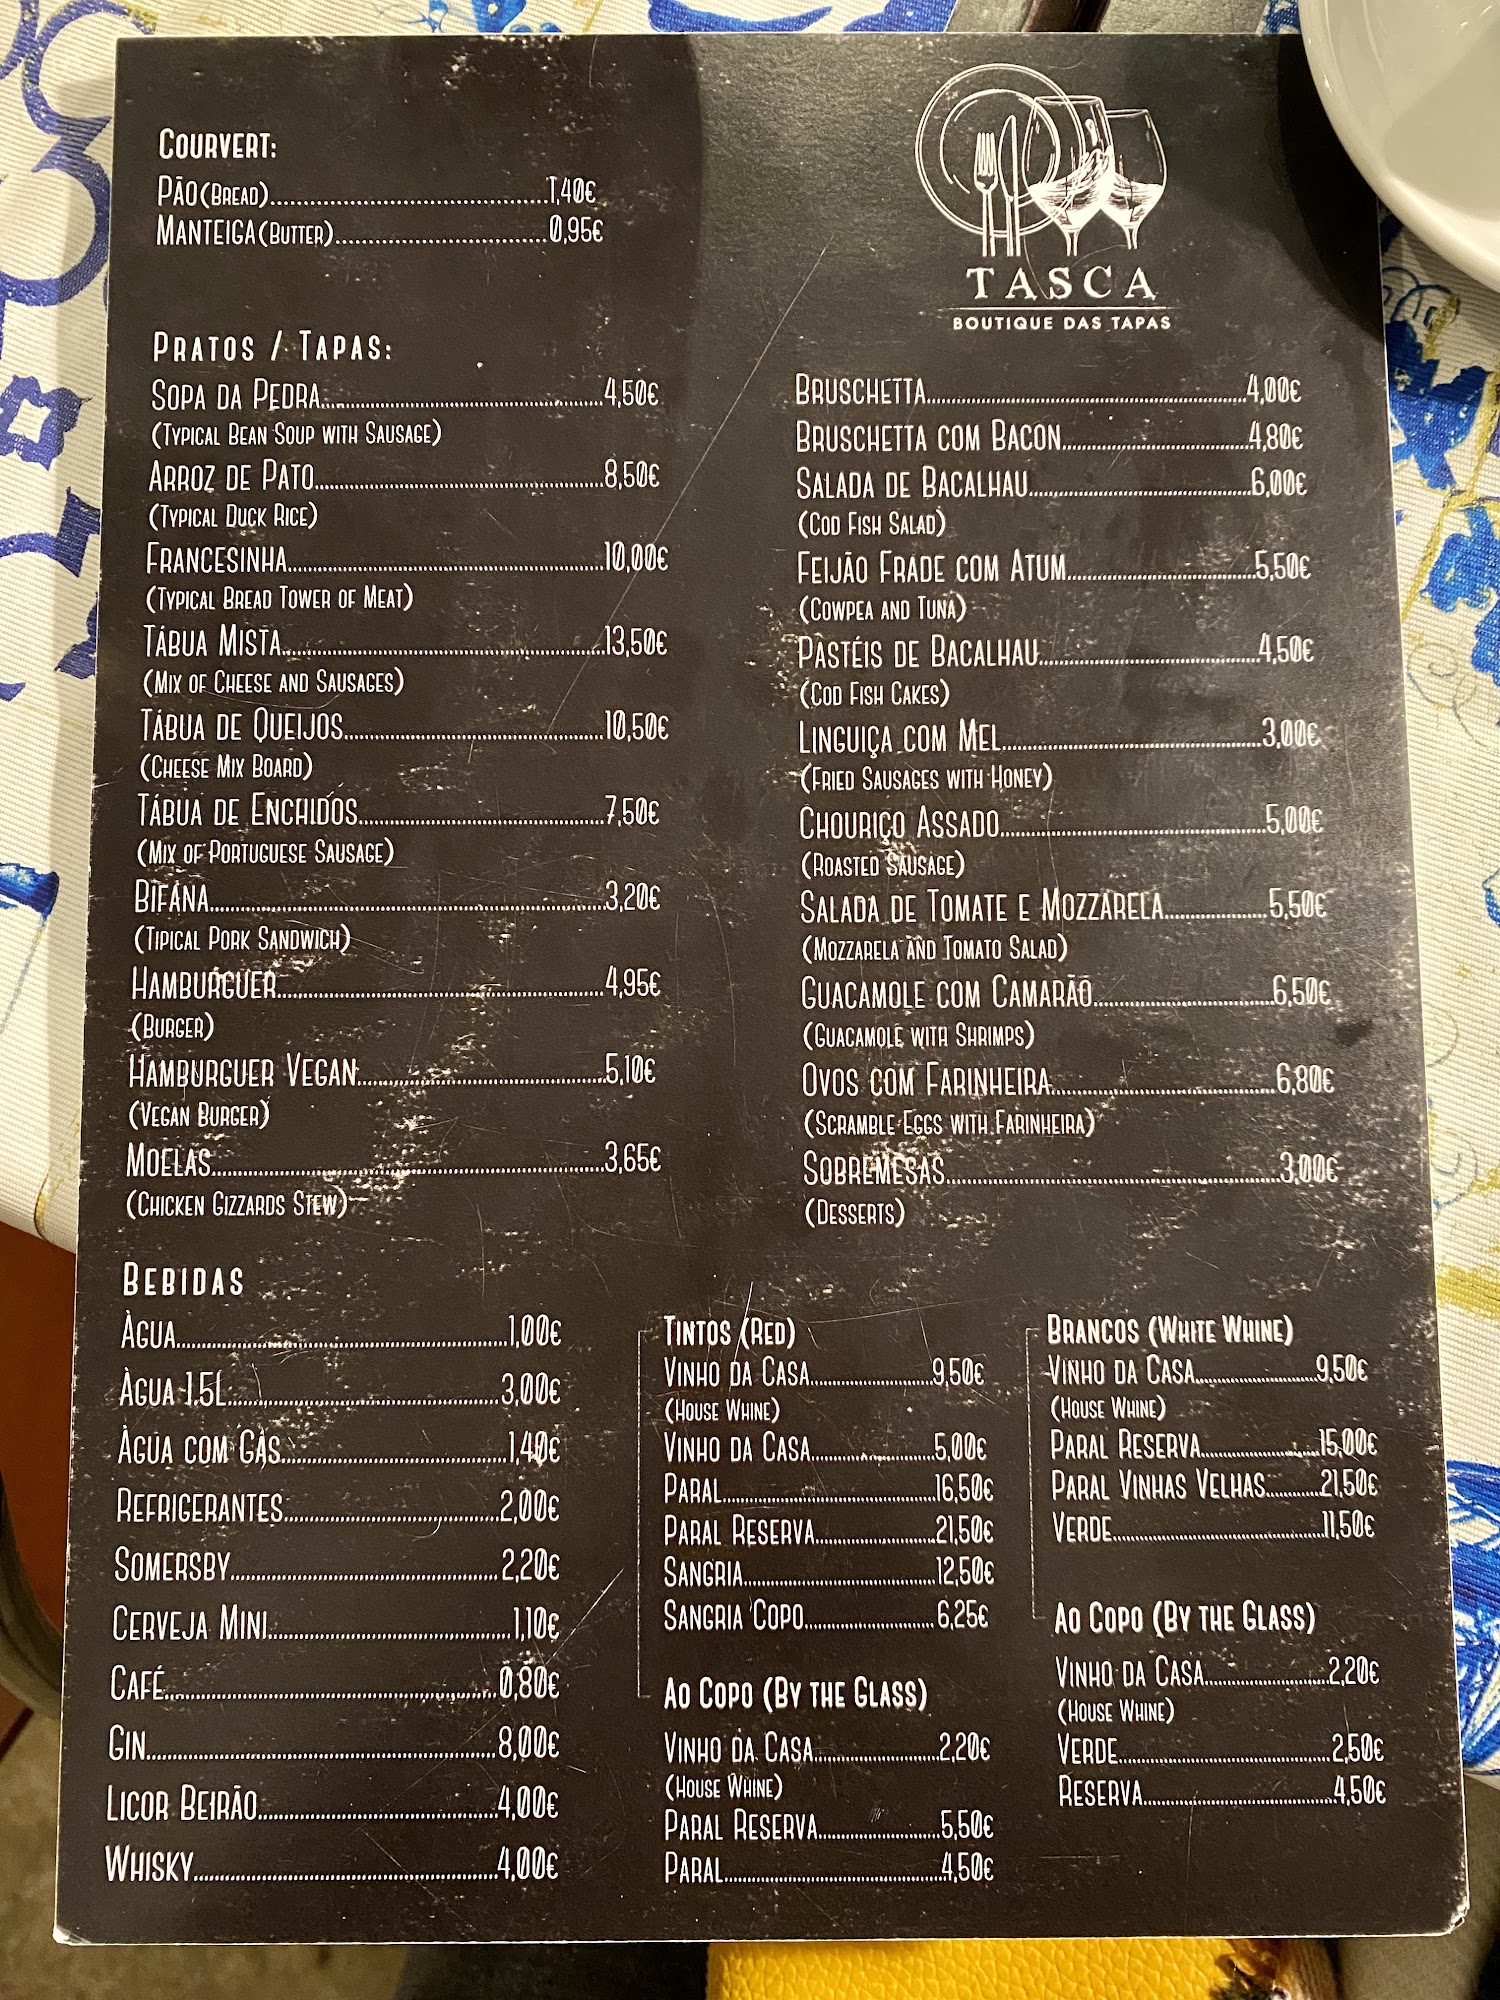 COURVERT:
PÃO (BREAD)..........1,40€
MANTEIGA (BUTTER)..........0,95€
TASCA
BOUTIQUE DAS TAPAS
PRATOS / TAPAS:
SOPA DA PEDRA..........4,50€
(TYPICAL BEAN SOUP WITH SAUSAGE)
ARROZ DE PATO..........8,50€
(TYPICAL DUCK RICE)
FRANCESINHA..........10,00€
(TYPICAL BREAD TOWER OF MEAT)
TÁBUA MISTA..........13,50€
(MIX OF CHEESE AND SAUSAGES)
TÁBUA DE QUEIJOS..........10,50€
(CHEESE MIX BOARD)
TÁBUA DE ENCHIDOS..........7,50€
(MIX OF PORTUGUESE SAUSAGE)
BIFANA..........3,20€
(TIPICAL PORK SANDWICH)
HAMBURGUER..........4,95€
(BURGER)
HAMBURGUER VEGAN..........5,10€
(VEGAN BURGER)
MOELAS..........3,65€
(CHICKEN GIZZARDS STEW)
BRUSCHETTA..........4,00€
BRUSCHETTA COM BACON..........4,80€
SALADA DE BACALHAU..........6,00€
(COD FISH SALAD)
FEIJÃO FRADE COM ATUM..........5,50€
(COWPEA AND TUNA)
PASTÉIS DE BACALHAU..........4,50€
(COD FISH CAKES)
LINGUIÇA COM MEL..........3,00€
(FRIED SAUSAGES WITH HONEY)
CHOURIÇO ASSADO..........5,00€
(ROASTED SAUSAGE)
SALADA DE TOMATE E MOZZARELA..........5,50€
(MOZZARELA AND TOMATO SALAD)
GUACAMOLE COM CAMARÃO..........6,50€
(GUACAMOLE WITH SHRIMPS)
OVOS COM FARINHEIRA..........6,80€
(SCRAMBLE EGGS WITH FARINHEIRA)
SOBREMESAS..........3,00€
(DESSERTS)
BEBIDAS
ÀGUA..........1,00€
ÀGUA 1.5L..........3,00€
ÀGUA COM GÀS..........1,40€
REFRIGERANTES..........2,00€
SOMERSBY..........2,20€
CERVEJA MINI..........1,10€
CAFÉ..........0,80€
GIN..........8,00€
LICOR BEIRÃO..........4,00€
WHISKY..........4,00€
TINTOS (RED)
VINHO DA CASA..........9,50€
(HOUSE WHINE)
VINHO DA CASA..........5,00€
PARAL..........16,50€
PARAL RESERVA..........21,50€
SANGRIA..........12,50€
SANGRIA COPO..........6,25€
AO COPO (BY THE GLASS)
VINHO DA CASA..........2,20€
(HOUSE WHINE)
PARAL RESERVA..........5,50€
PARAL..........4,50€
BRANCOS (WHITE WHINE)
VINHO DA CASA..........9,50€
(HOUSE WHINE)
PARAL RESERVA..........15,00€
PARAL VINHAS VELHAS..........21,50€
VERDE..........11,50€
AO COPO (BY THE GLASS)
VINHO DA CASA..........2,20€
(HOUSE WHINE)
VERDE..........2,50€
RESERVA..........4,50€